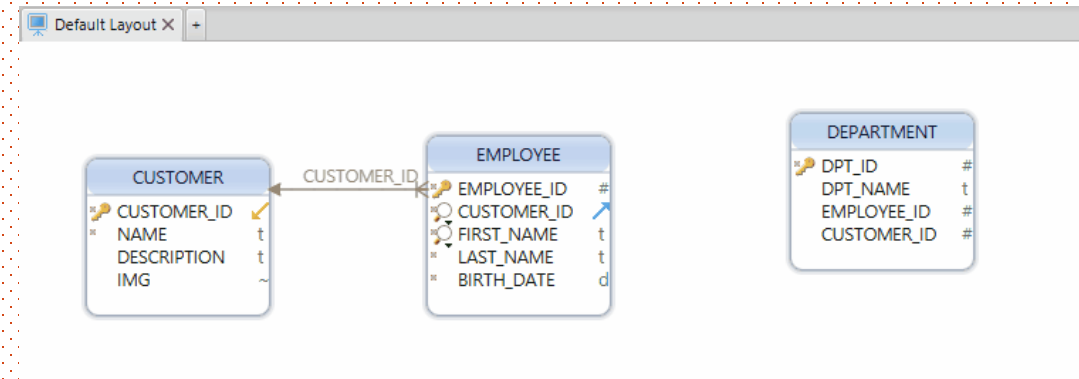 Default Layout
+
CUSTOMER
CUSTOMER_ID
NAME t
DESCRIPTION t
IMG ~
CUSTOMER_ID
EMPLOYEE
EMPLOYEE_ID #
CUSTOMER_ID
FIRST_NAME t
LAST_NAME t
BIRTH_DATE d
DEPARTMENT
DPT_ID #
DPT_NAME t
EMPLOYEE_ID #
CUSTOMER_ID #